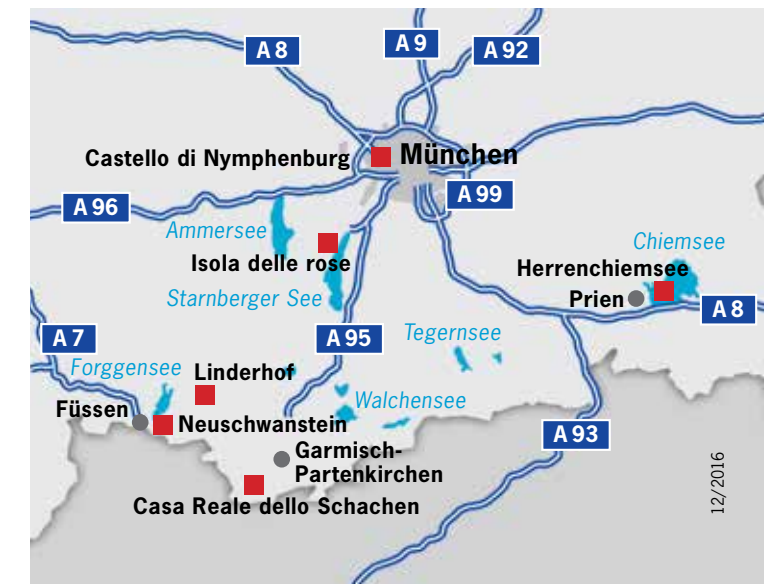 A 8
A 9
A 92
Castello di Nymphenburg
München
A 96
A 99
Ammersee
Chiemsee
Isola delle rose
Herrenchiemsee
Starnberger See
Prien
A 8
A 7
A 95
Tegernsee
Forggensee
Linderhof
Walchensee
Füssen
Neuschwanstein
A 93
Garmisch-
Partenkirchen
Casa Reale dello Schachen
12/2016